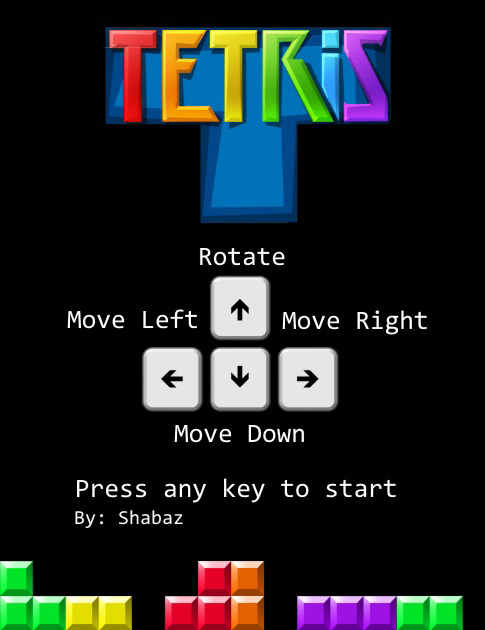 TETRIS
Rotate
Move Left Move Right
Move Down
Press any key to start
By: Shabaz